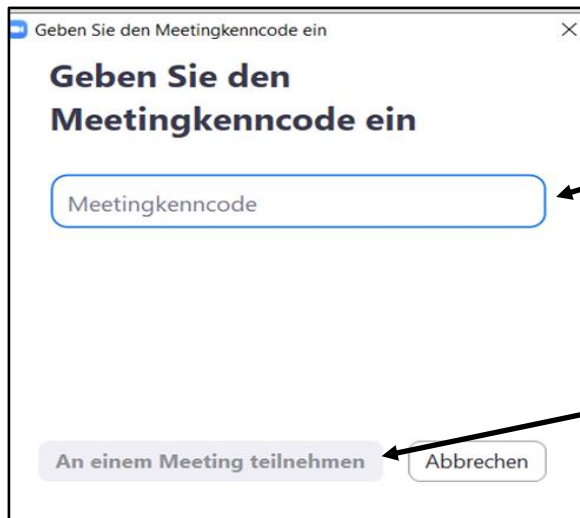 Geben Sie den Meetingkenncode ein
Geben Sie den
Meetingkenncode ein
Meetingkenncode
An einem Meeting teilnehmen Abbrechen